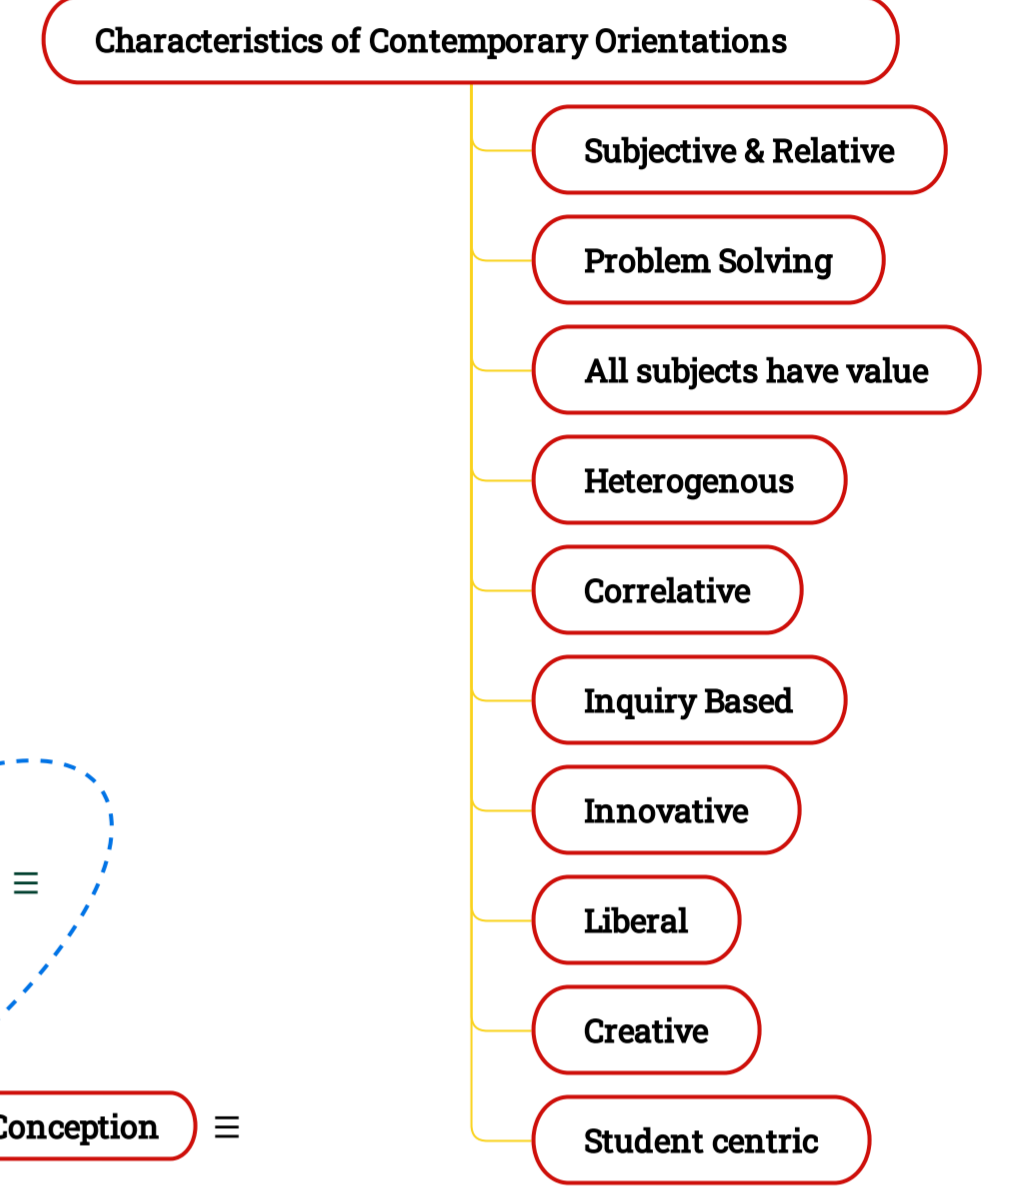 Characteristics of Contemporary Orientations
Subjective & Relative
Problem Solving
All subjects have value
Heterogenous
Correlative
Inquiry Based
Innovative
Liberal
Creative
Conception
Student centric